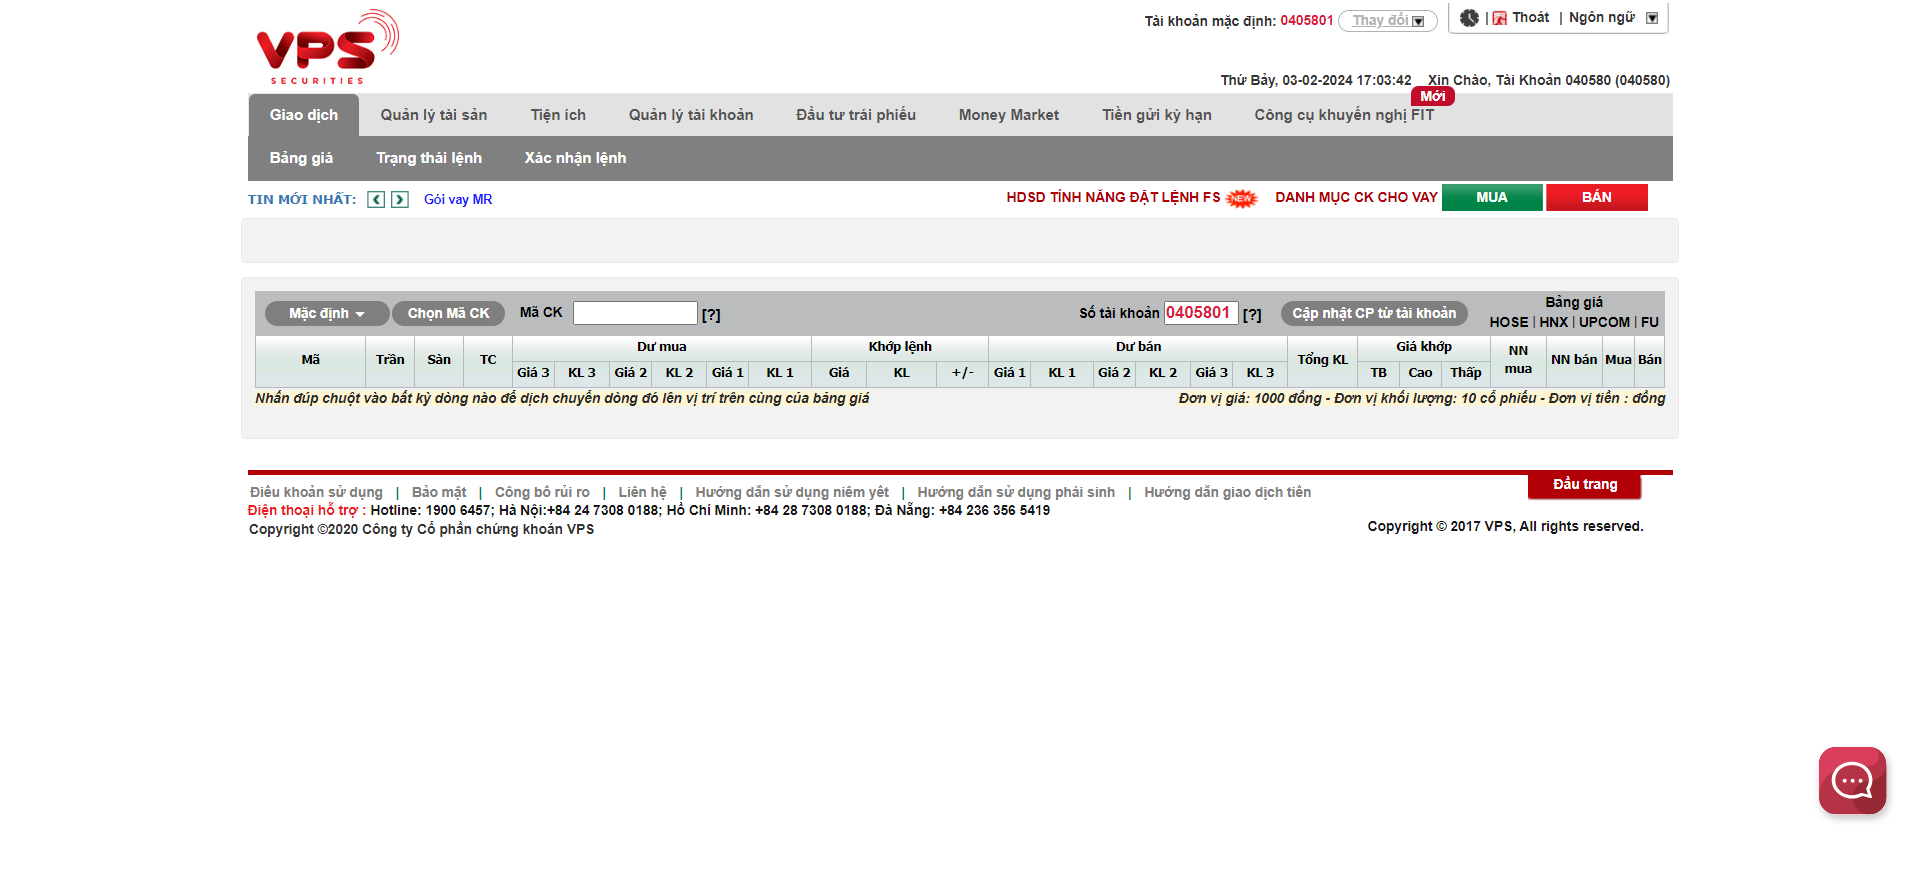 VPS
SECURITIES
Tài khoản mặc định: 0405801 Thay đổi | Thoát | Ngôn ngữ
Thứ Bảy, 03-02-2024 17:03:42 Xin Chào, Tài Khoản 040580 (040580)
Mới
Giao dịch Quản lý tài sản Tiện ích Quản lý tài khoản Đầu tư trái phiếu Money Market Tiền gửi kỳ hạn Công cụ khuyến nghị FIT
Bảng giá Trạng thái lệnh Xác nhận lệnh
TIN MỚI NHẤT: Gói vay MR HDSD TÍNH NĂNG ĐẶT LỆNH FS NEW DANH MỤC CK CHO VAY MUA BÁN
Mặc định Chọn Mã CK Mã CK [?] Số tài khoản 0405801 [?] Cập nhật CP từ tài khoản Bảng giá
HOSE | HNX | UPCOM | FU
Mã Trần Sàn TC Dư mua Khớp lệnh Dư bán Tổng KL Giá khớp NN mua NN bán Mua Bán
Giá 3 KL 3 Giá 2 KL 2 Giá 1 KL 1 Giá KL +/- Giá 1 KL 1 Giá 2 KL 2 Giá 3 KL 3 TB Cao Thấp
Nhấn đúp chuột vào bất kỳ dòng nào để dịch chuyển dòng đó lên vị trí trên cùng của bảng giá Đơn vị giá: 1000 đồng - Đơn vị khối lượng: 10 cổ phiếu - Đơn vị tiền : đồng
Điều khoản sử dụng | Bảo mật | Công bố rủi ro | Liên hệ | Hướng dẫn sử dụng niêm yết | Hướng dẫn sử dụng phái sinh | Hướng dẫn giao dịch tiền Đầu trang
Điện thoại hỗ trợ : Hotline: 1900 6457; Hà Nội:+84 24 7308 0188; Hồ Chí Minh: +84 28 7308 0188; Đà Nẵng: +84 236 356 5419
Copyright ©2020 Công ty Cổ phần chứng khoán VPS Copyright © 2017 VPS, All rights reserved.